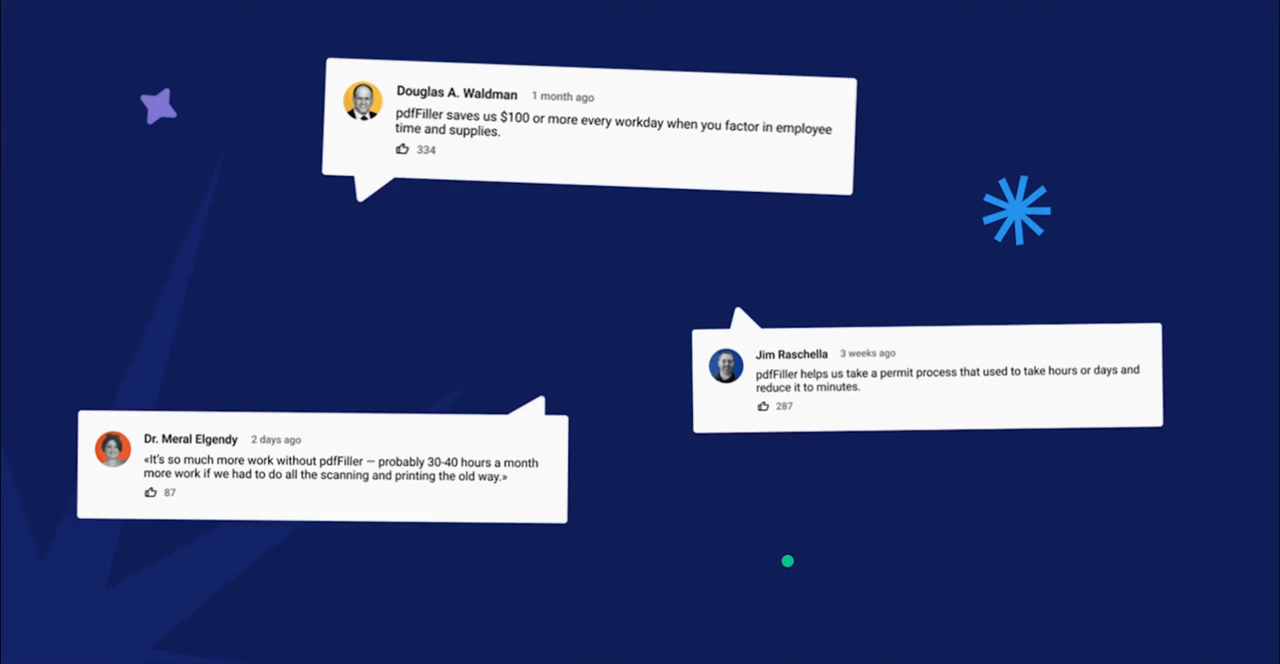 Douglas A. Waldman 1 month ago
pdfFiller saves us $100 or more every workday when you factor in employee
time and supplies.
334
Jim Raschella 3 weeks ago
pdfFiller helps us take a permit process that used to take hours or days and
reduce it to minutes.
287
Dr. Meral Elgendy 2 days ago
«It's so much more work without pdfFiller — probably 30-40 hours a month
more work if we had to do all the scanning and printing the old way.»
87